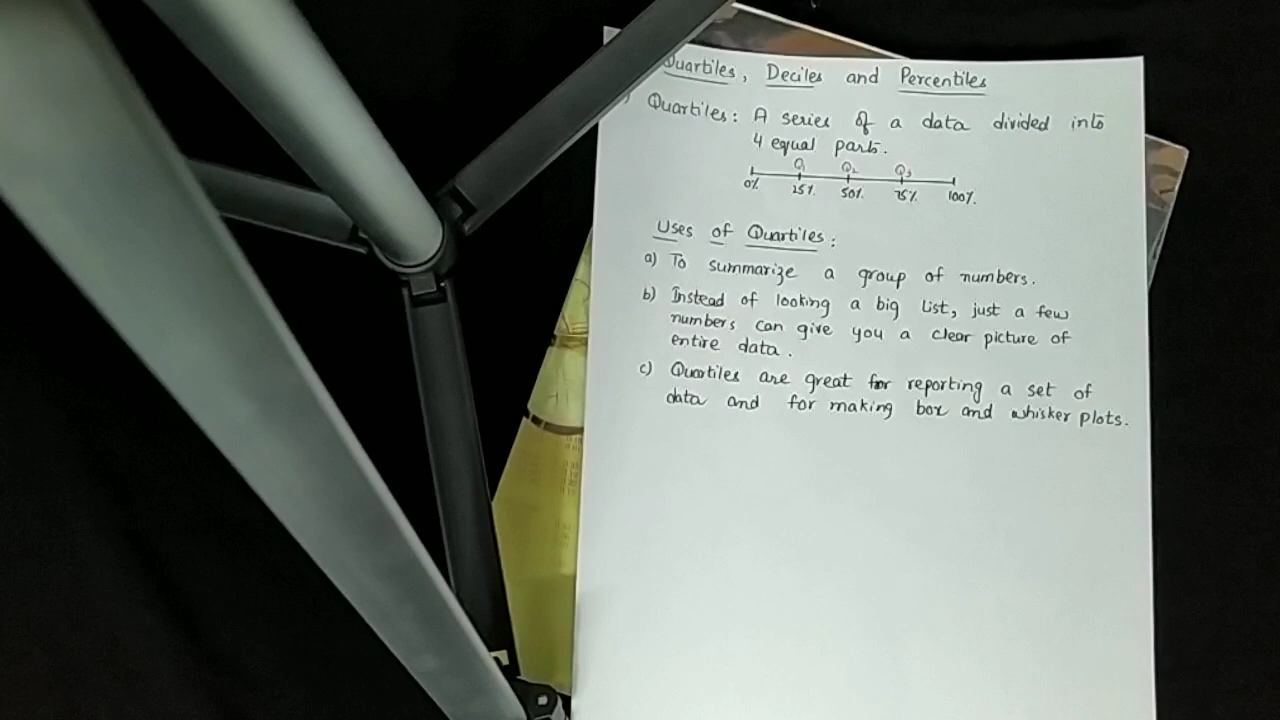 Quartiles, Deciles and Percentiles
) Quartiles: A series of a data divided into
4 equal parts.
Q1 Q2 Q3
0% 25% 50% 75% 100%
Uses of Quartiles:
a) To summarize a group of numbers.
b) Instead of looking a big list, just a few
numbers can give you a clear picture of
entire data.
c) Quartiles are great for reporting a set of
data and for making box and whisker plots.